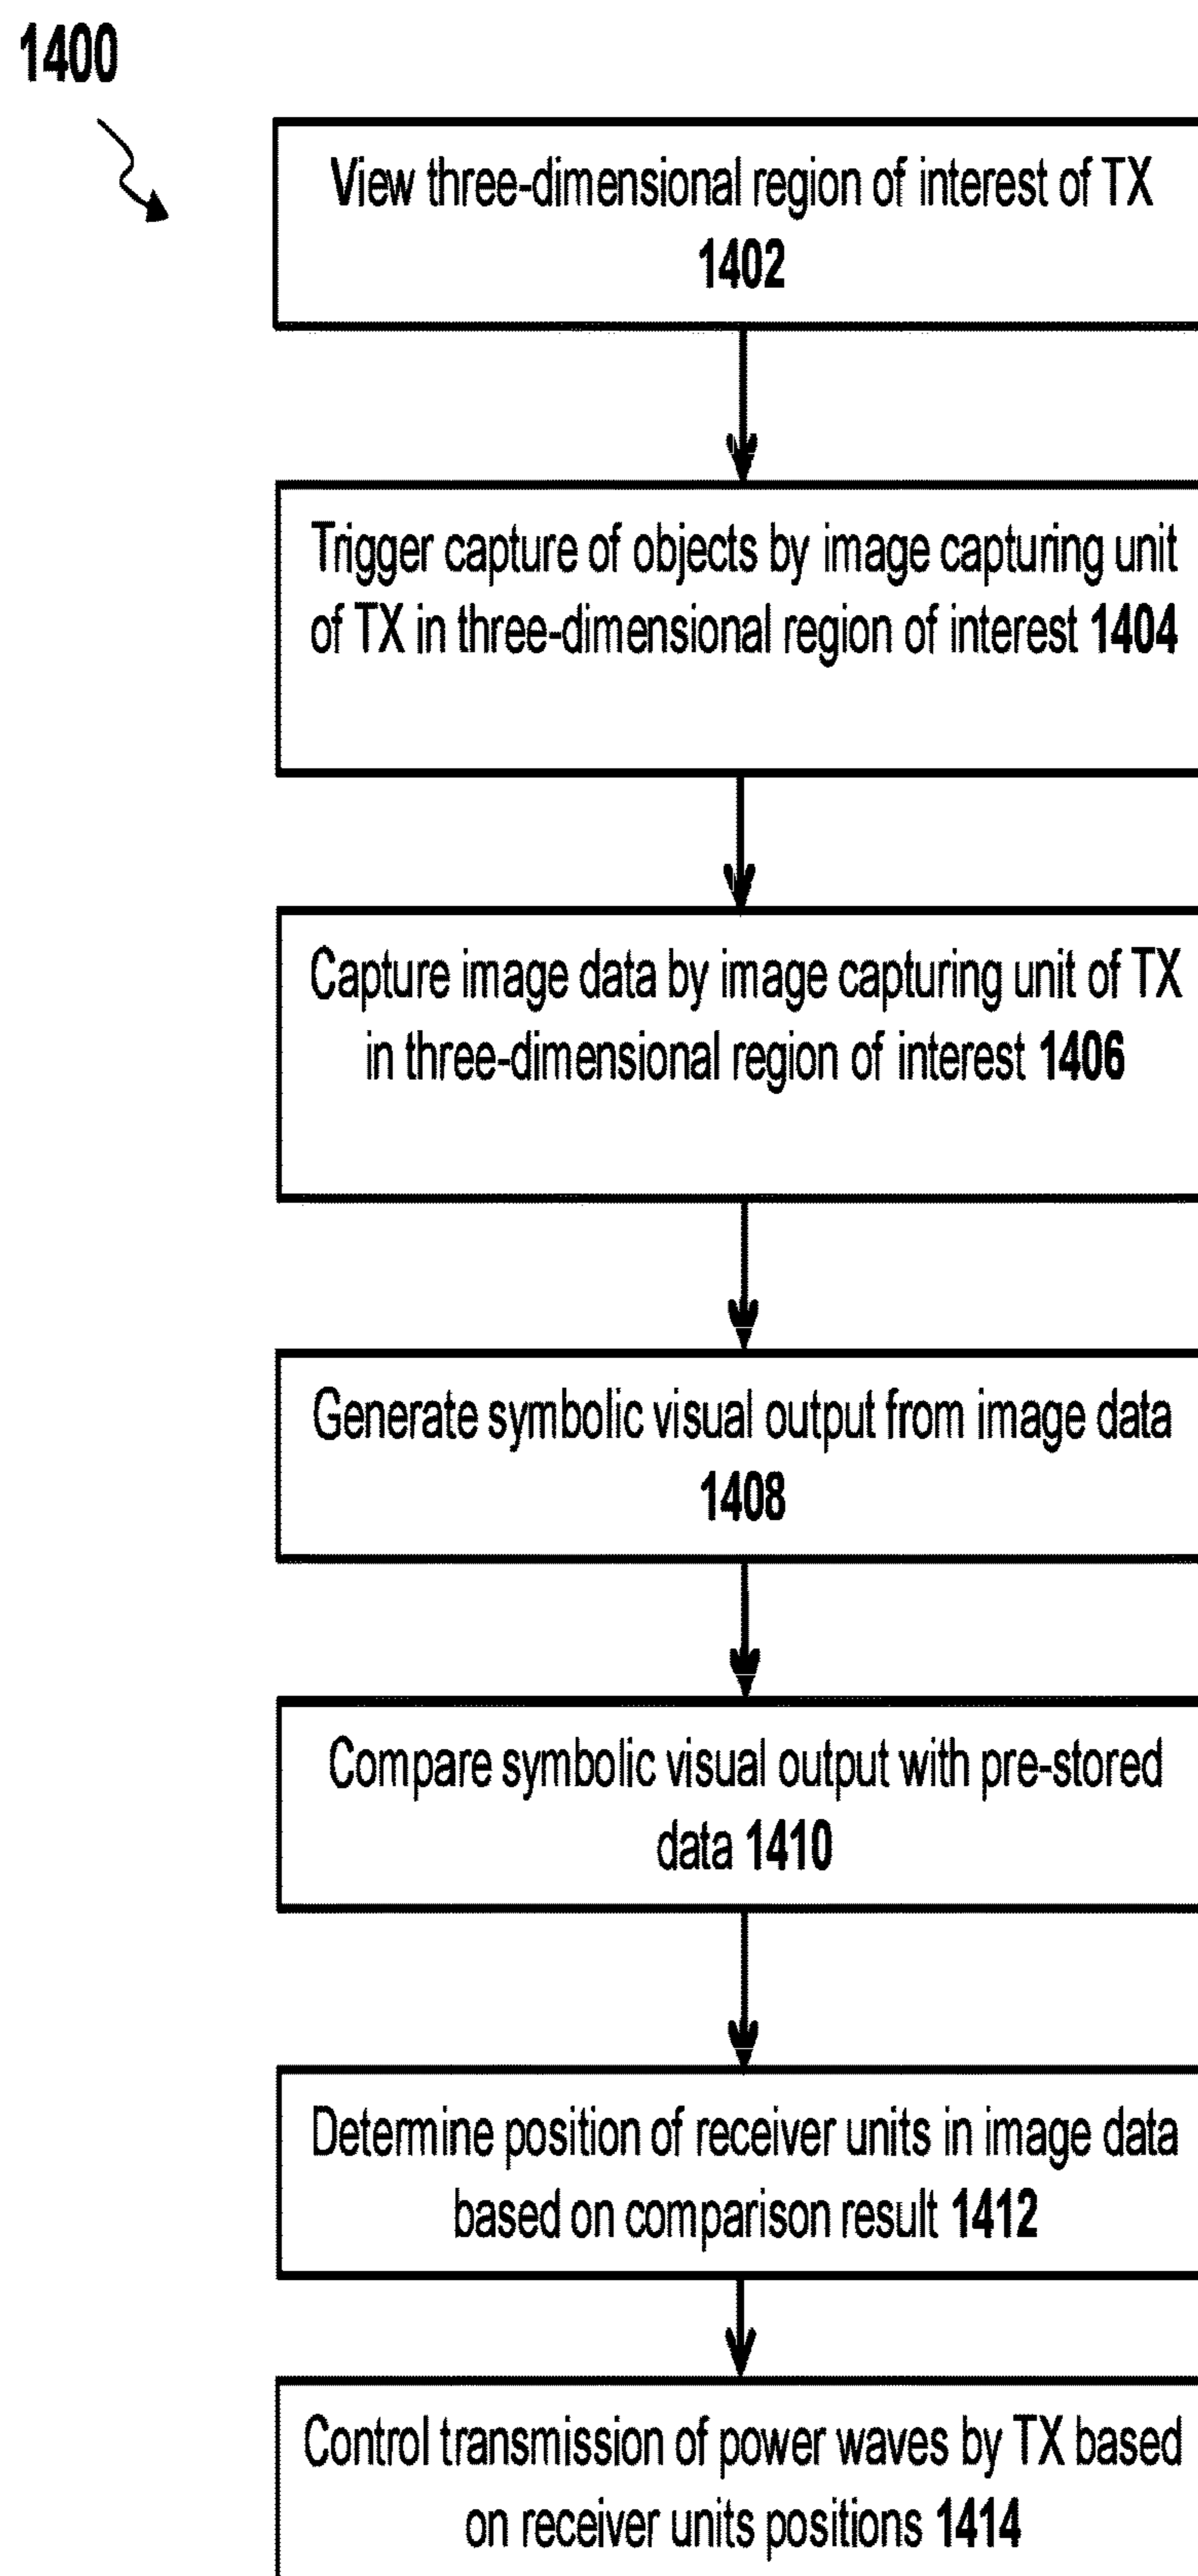 1400
View three-dimensional region of interest of TX
1402
Trigger capture of objects by image capturing unit
of TX in three-dimensional region of interest 1404
Capture image data by image capturing unit of TX
in three-dimensional region of interest 1406
Generate symbolic visual output from image data
1408
Compare symbolic visual output with pre-stored
data 1410
Determine position of receiver units in image data
based on comparison result 1412
Control transmission of power waves by TX based
on receiver units positions 1414